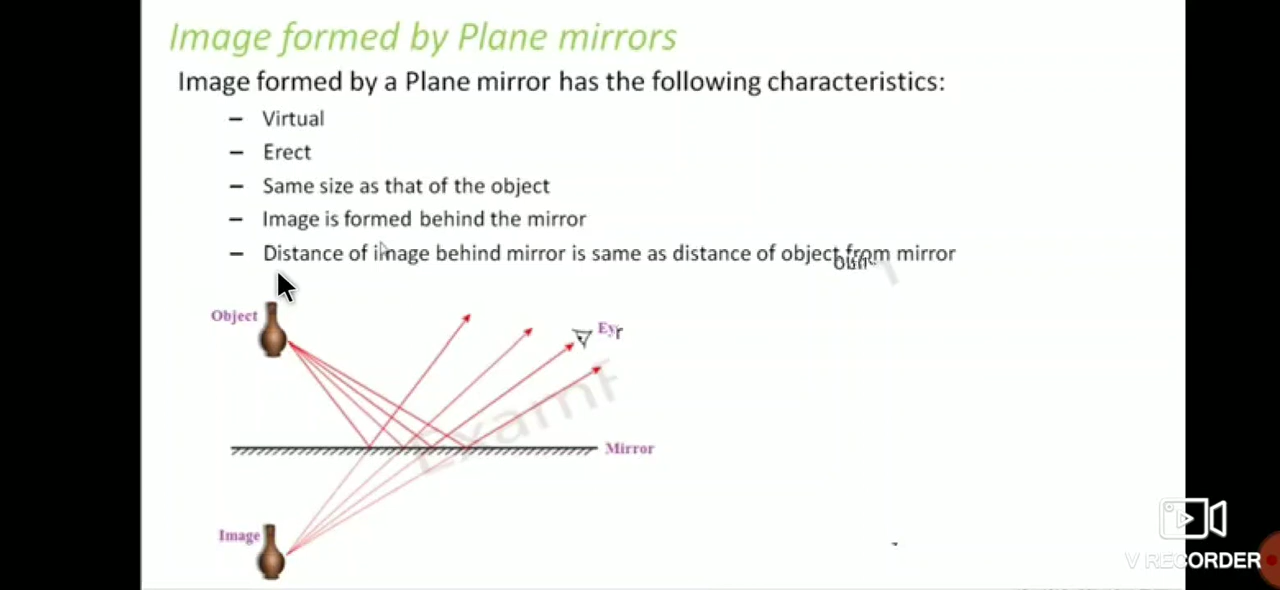 Image formed by Plane mirrors
Image formed by a Plane mirror has the following characteristics:
– Virtual
– Erect
– Same size as that of the object
– Image is formed behind the mirror
– Distance of image behind mirror is same as distance of object from mirror
Object
Mirror
Image
V RECORDER